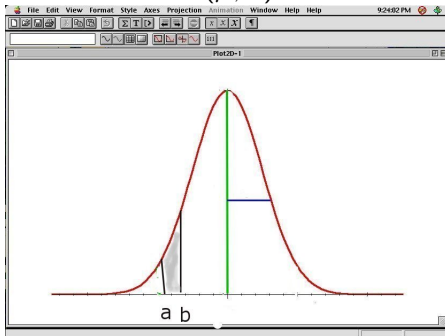 File Edit View Format Style Axes Projection Animation Window Help Help 9:24:02 PM
Σ T x x X ¶
Plot2D•1
a b